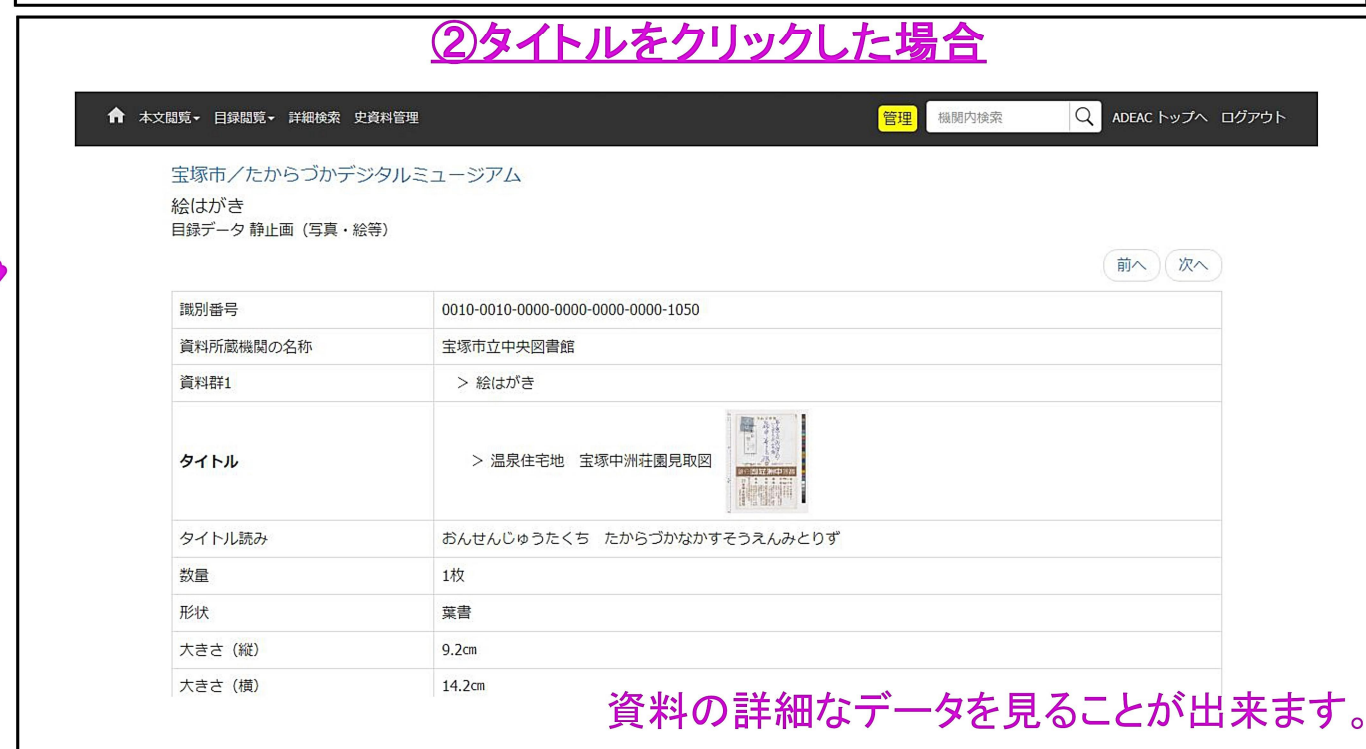 ②タイトルをクリックした場合
本文閲覧 目録閲覧 詳細検索 史資料管理 管理 機関内検索 ADEAC トップへ ログアウト
宝塚市／たからづかデジタルミュージアム
絵はがき
目録データ 静止画（写真・絵等）
前へ 次へ
識別番号 0010-0010-0000-0000-0000-0000-1050
資料所蔵機関の名称 宝塚市立中央図書館
資料群1 ＞ 絵はがき
タイトル ＞ 温泉住宅地 宝塚中洲荘園見取図
タイトル読み おんせんじゅうたくち たからづかなかすそうえんみとりず
数量 1枚
形状 葉書
大きさ（縦） 9.2㎝
大きさ（横） 14.2㎝
資料の詳細なデータを見ることが出来ます。